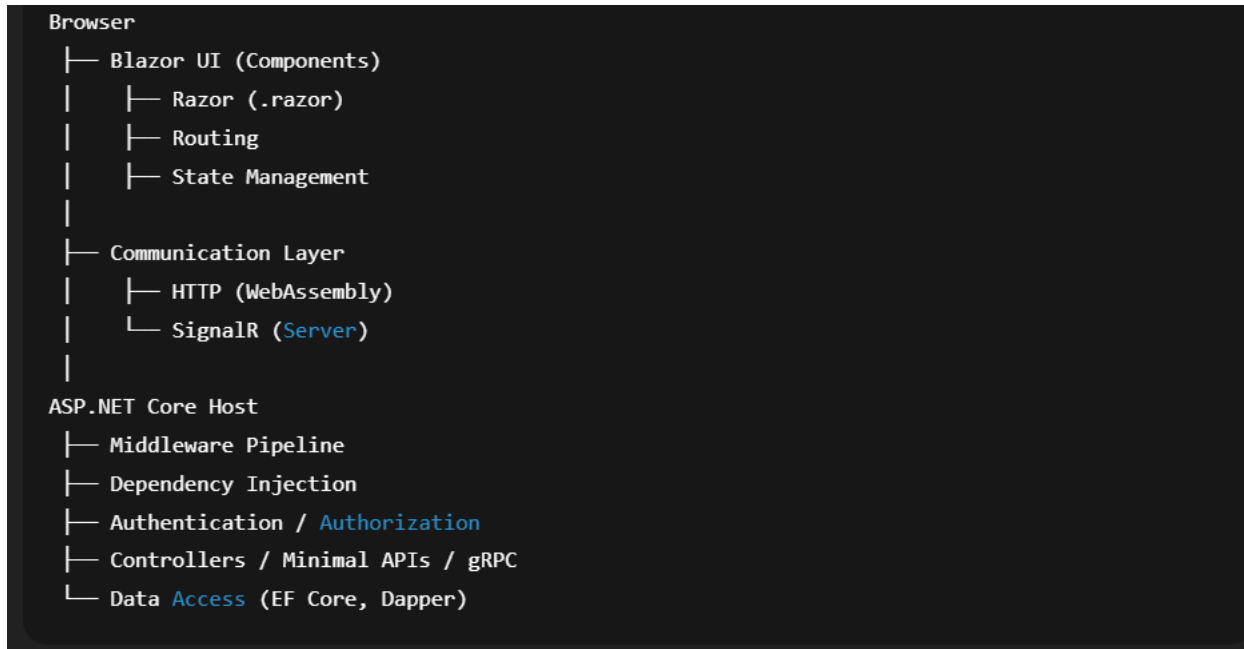 Browser
├── Blazor UI (Components)
│    ├── Razor (.razor)
│    ├── Routing
│    ├── State Management
│
├── Communication Layer
│    ├── HTTP (WebAssembly)
│    └── SignalR (Server)
│
ASP.NET Core Host
├── Middleware Pipeline
├── Dependency Injection
├── Authentication / Authorization
├── Controllers / Minimal APIs / gRPC
└── Data Access (EF Core, Dapper)